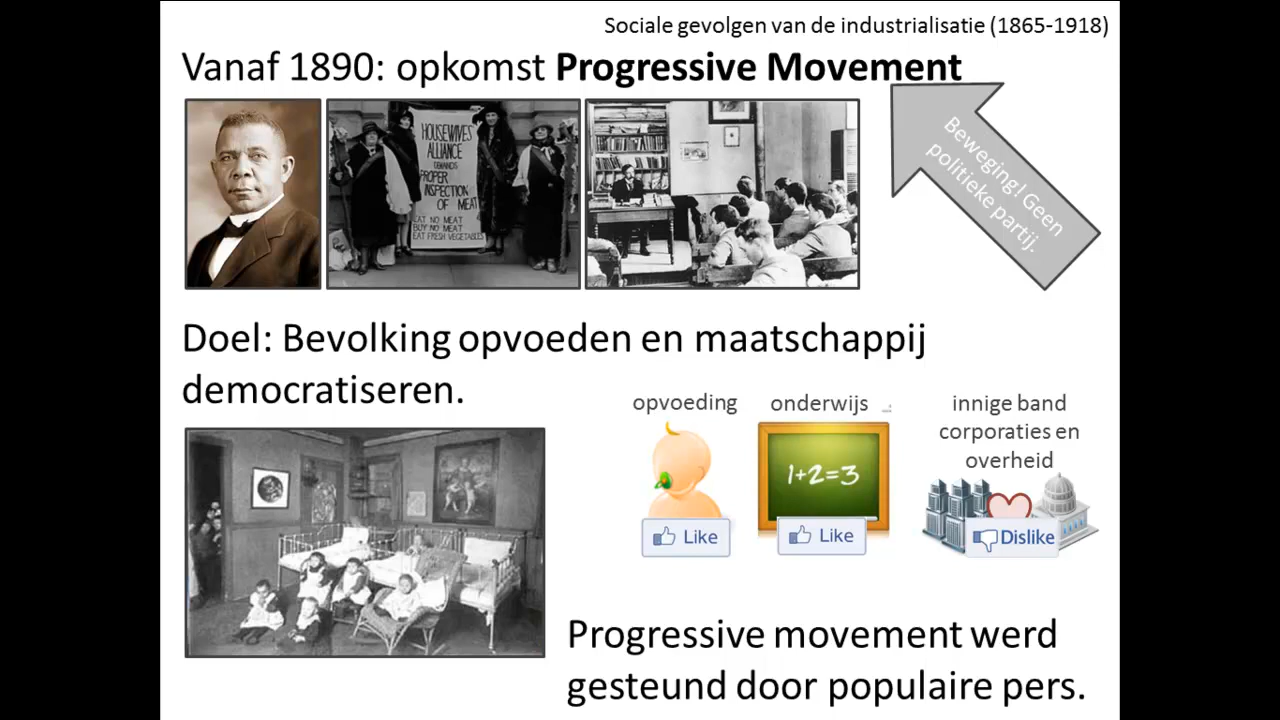 Sociale gevolgen van de industrialisatie (1865-1918)
Vanaf 1890: opkomst Progressive Movement
HOUSEWIVES
ALLIANCE
DEMANDS
PROPER
INSPECTION
OF MEAT
EAT NO MEAT
BUY NO MEAT
EAT FRESH VEGETABLES
Beweging! Geen
politieke partij.
Doel: Bevolking opvoeden en maatschappij
democratiseren.
opvoeding
Like
onderwijs
1+2=3
Like
innige band
corporaties en
overheid
Dislike
Progressive movement werd
gesteund door populaire pers.